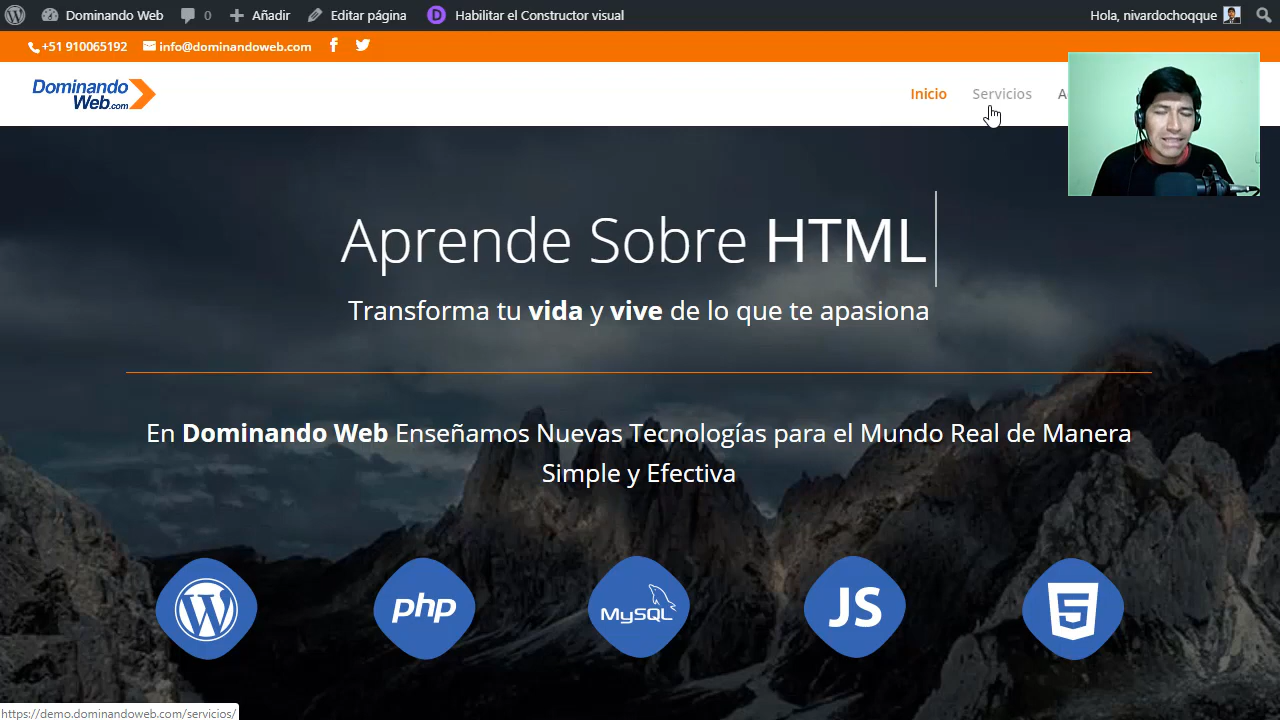 Dominando Web 0 Añadir Editar página D Habilitar el Constructor visual Hola, nivardochoqque
+51 910065192 info@dominandoweb.com
Dominando
Web.com
Inicio Servicios
Aprende Sobre HTML
Transforma tu vida y vive de lo que te apasiona
En Dominando Web Enseñamos Nuevas Tecnologías para el Mundo Real de Manera
Simple y Efectiva
php MySQL JS 5
https://demo.dominandoweb.com/servicios/